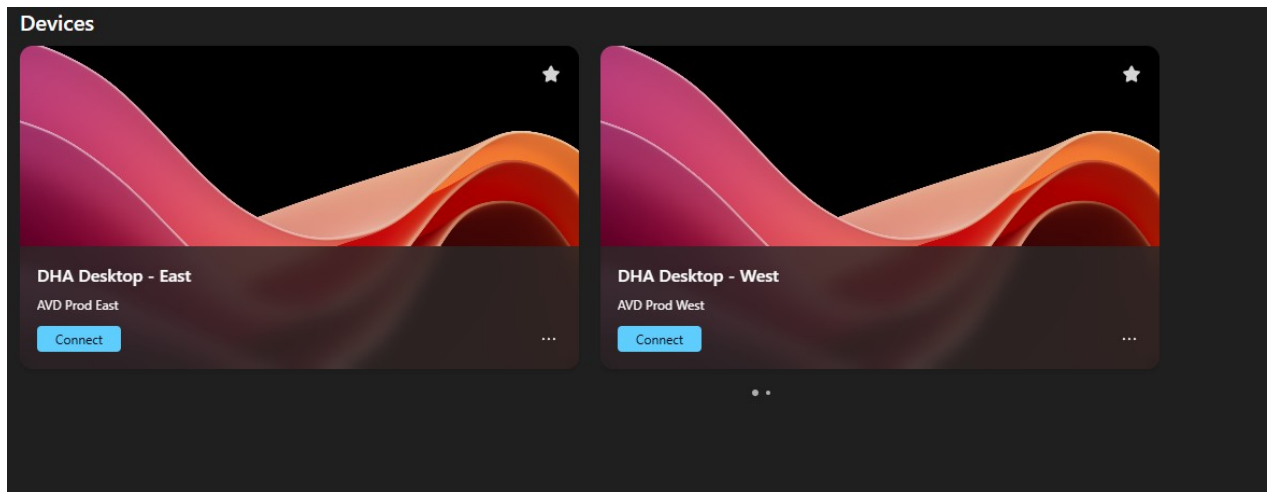 Devices
DHA Desktop - East
AVD Prod East
Connect
...
DHA Desktop - West
AVD Prod West
Connect
...